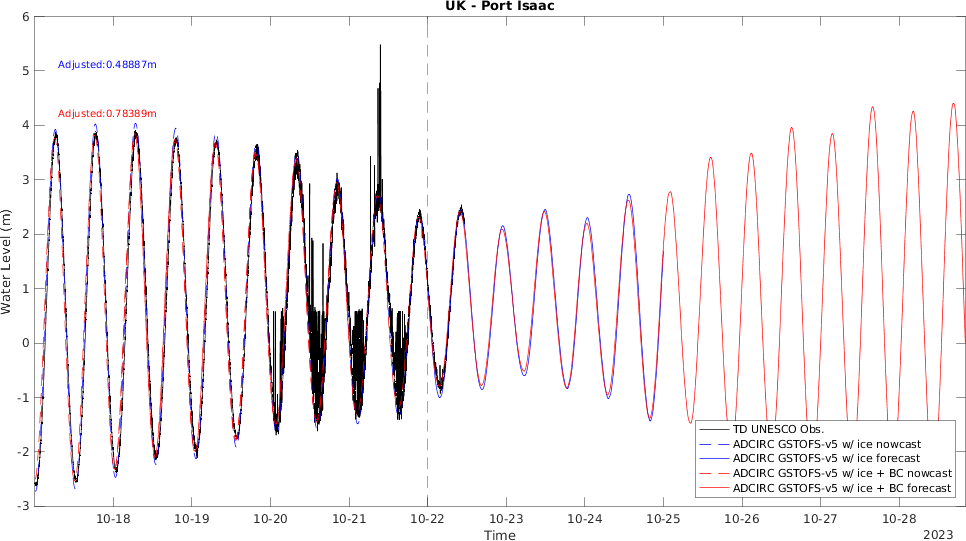 UK - Port Isaac
6
5
4
3
2
1
0
-1
-2
-3
Water Level (m)
Adjusted:0.48887m
Adjusted:0.78389m
TD UNESCO Obs.
ADCIRC GSTOFS-v5 w/ ice nowcast
ADCIRC GSTOFS-v5 w/ ice forecast
ADCIRC GSTOFS-v5 w/ ice + BC nowcast
ADCIRC GSTOFS-v5 w/ ice + BC forecast
10-18 10-19 10-20 10-21 10-22 10-23 10-24 10-25 10-26 10-27 10-28
Time
2023